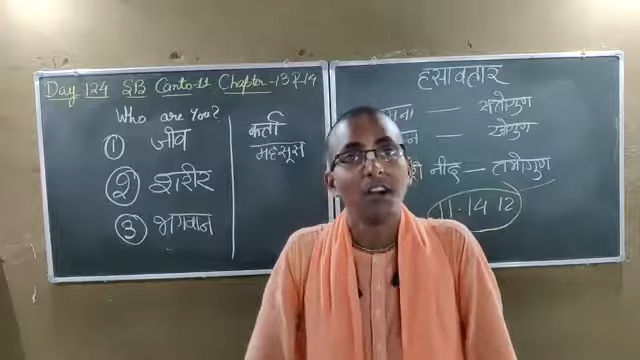 Day 124 SB Canto-11 Chapter-13 & 14
Who are You?
① जीव
② शरीर
③ भगवान
कर्ता
महसूस
हंसावतार
— सतोगुण
— रजोगुण
नींद — तमोगुण
11.14.12